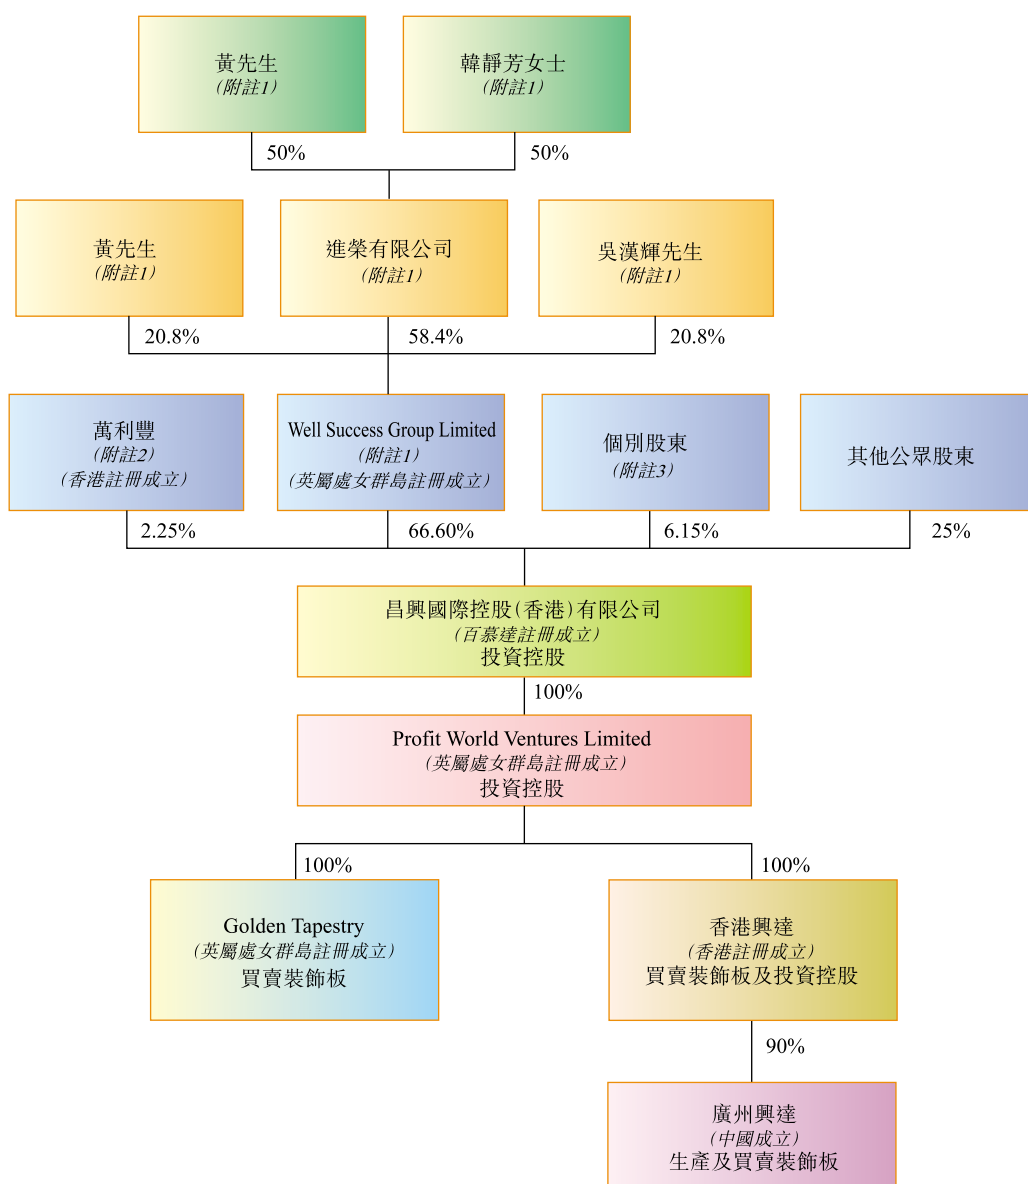 黃先生
(附註1)
韓靜芳女士
(附註1)
50%
50%
黃先生
(附註1)
進榮有限公司
(附註1)
吳漢輝先生
(附註1)
20.8%
58.4%
20.8%
萬利豐
(附註2)
(香港註冊成立)
Well Success Group Limited
(附註1)
(英屬處女群島註冊成立)
個別股東
(附註3)
其他公眾股東
2.25%
66.60%
6.15%
25%
昌興國際控股(香港)有限公司
(百慕達註冊成立)
投資控股
100%
Profit World Ventures Limited
(英屬處女群島註冊成立)
投資控股
100%
100%
Golden Tapestry
(英屬處女群島註冊成立)
買賣裝飾板
香港興達
(香港註冊成立)
買賣裝飾板及投資控股
90%
廣州興達
(中國成立)
生產及買賣裝飾板